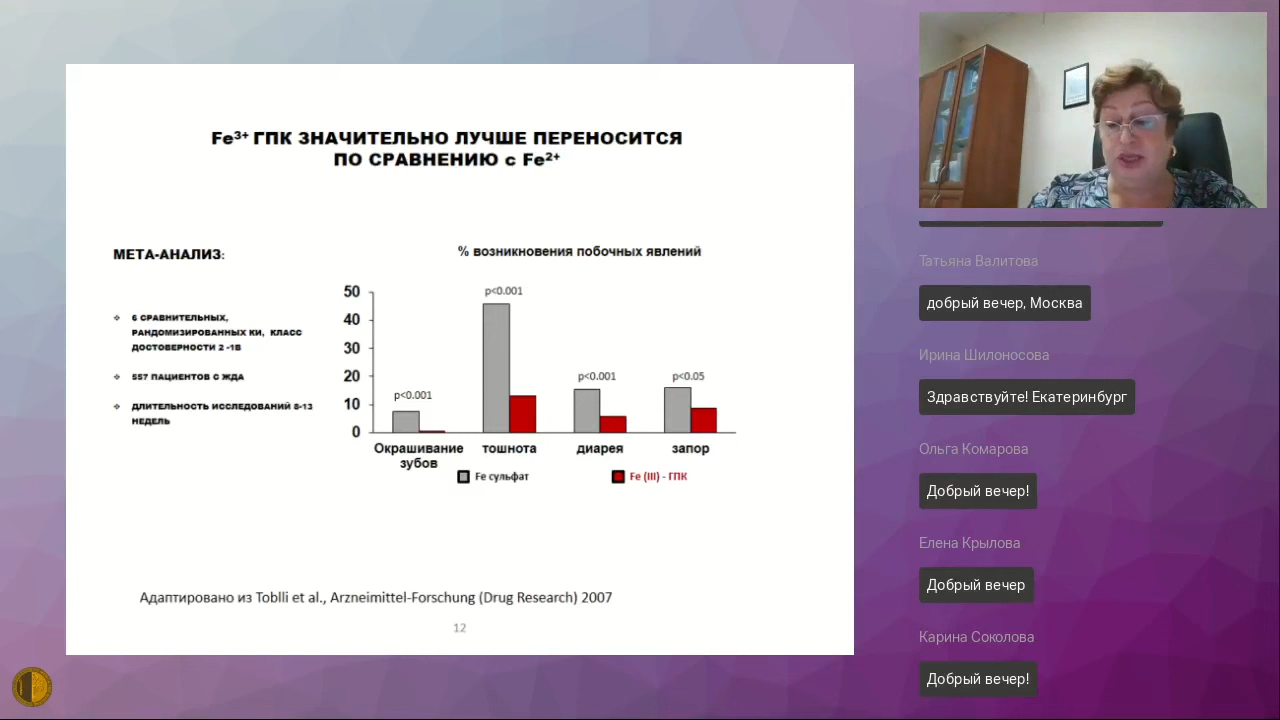 Fe3+ ГПК ЗНАЧИТЕЛЬНО ЛУЧШЕ ПЕРЕНОСИТСЯ
ПО СРАВНЕНИЮ с Fe2+
МЕТА-АНАЛИЗ:
6 СРАВНИТЕЛЬНЫХ,
РАНДОМИЗИРОВАННЫХ КИ, КЛАСС
ДОСТОВЕРНОСТИ 2 -1В
557 ПАЦИЕНТОВ С ЖДА
ДЛИТЕЛЬНОСТЬ ИССЛЕДОВАНИЙ 8-13
НЕДЕЛЬ
% возникновения побочных явлений
50
40
30
20
10
0
p<0.001
p<0.001
p<0.001
p<0.05
Окрашивание
зубов
тошнота
диарея
запор
Fe сульфат
Fe (III) - ГПК
Адаптировано из Toblli et al., Arzneimittel-Forschung (Drug Research) 2007
12
Татьяна Валитова
добрый вечер, Москва
Ирина Шилоносова
Здравствуйте! Екатеринбург
Ольга Комарова
Добрый вечер!
Елена Крылова
Добрый вечер
Карина Соколова
Добрый вечер!